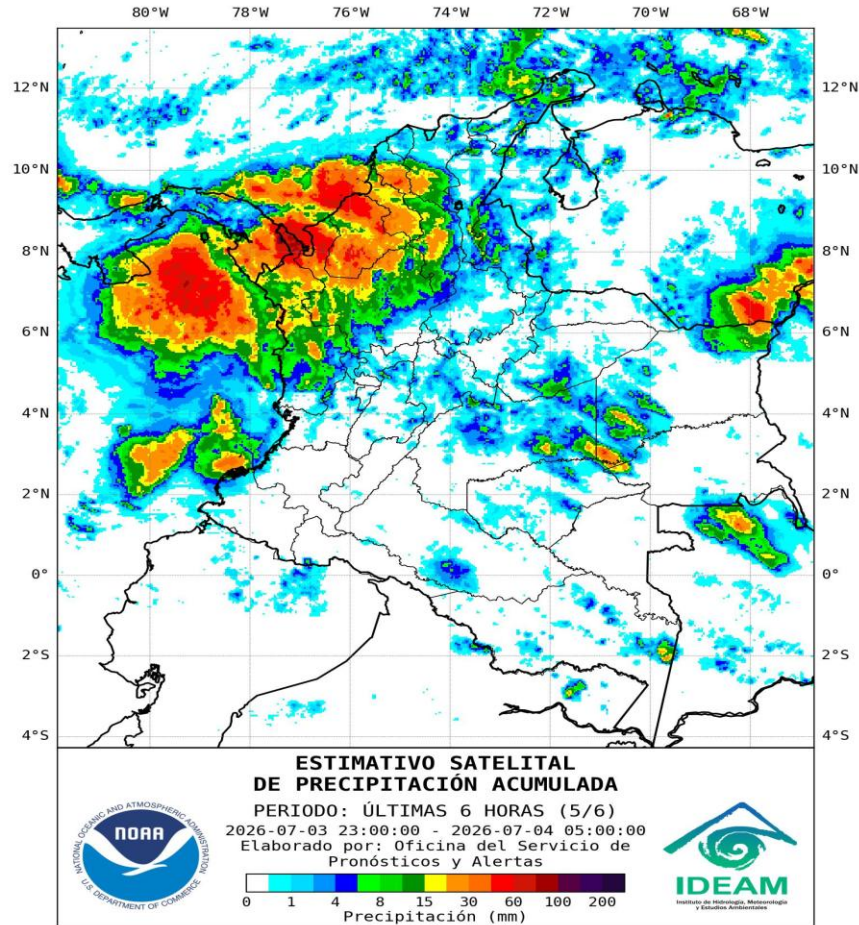 80°W 78°W 76°W 74°W 72°W 70°W 68°W
12°N 12°N
10°N 10°N
8°N 8°N
6°N 6°N
4°N 4°N
2°N 2°N
0° 0°
2°S 2°S
4°S 4°S
ESTIMATIVO SATELITAL
DE PRECIPITACIÓN ACUMULADA
PERIODO: ÚLTIMAS 6 HORAS (5/6)
2026-07-03 23:00:00 - 2026-07-04 05:00:00
Elaborado por: Oficina del Servicio de
Pronósticos y Alertas
0 1 4 8 15 30 60 100 200
Precipitación (mm)
NATIONAL OCEANIC AND ATMOSPHERIC ADMINISTRATION
NOAA
U.S. DEPARTMENT OF COMMERCE
IDEAM
Instituto de Hidrología, Meteorología
y Estudios Ambientales